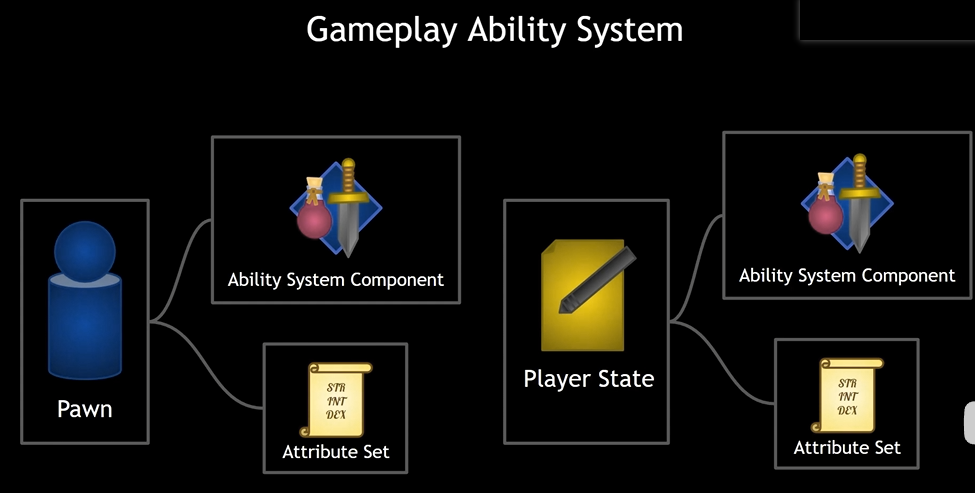 Gameplay Ability System
Ability System Component
Pawn
STR
INT
DEX
Attribute Set
Ability System Component
Player State
STR
INT
DEX
Attribute Set